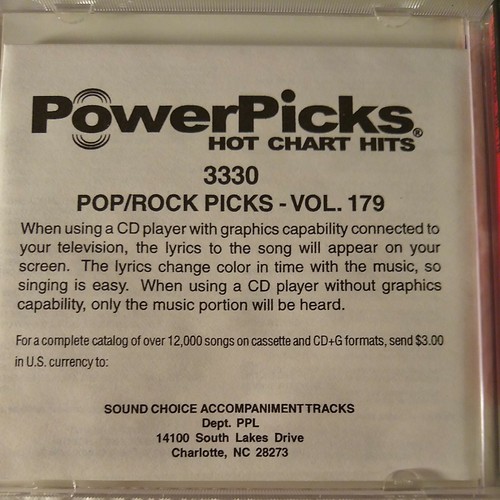 PowerPicks®
HOT CHART HITS
3330
POP/ROCK PICKS - VOL. 179
When using a CD player with graphics capability connected to
your television, the lyrics to the song will appear on your
screen. The lyrics change color in time with the music, so
singing is easy. When using a CD player without graphics
capability, only the music portion will be heard.
For a complete catalog of over 12,000 songs on cassette and CD+G formats, send $3.00
in U.S. currency to:
SOUND CHOICE ACCOMPANIMENT TRACKS
Dept. PPL
14100 South Lakes Drive
Charlotte, NC 28273